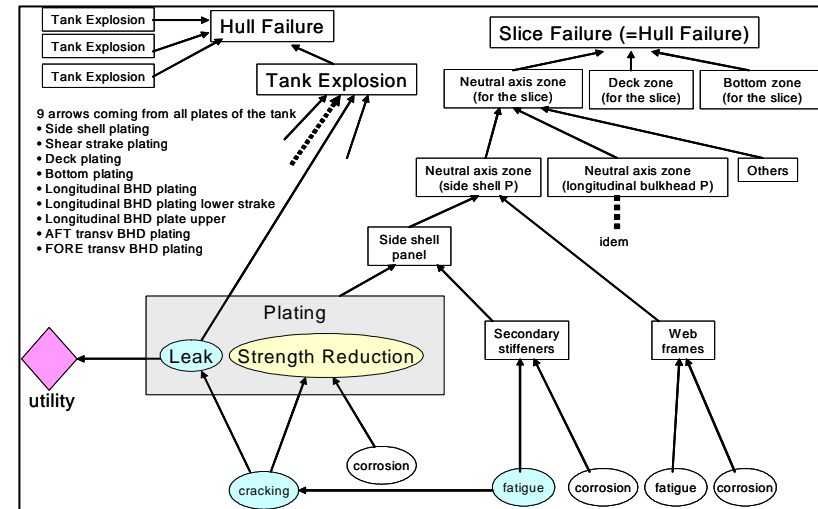 Tank Explosion
Tank Explosion
Tank Explosion
Hull Failure
Tank Explosion
Slice Failure (=Hull Failure)
Neutral axis zone
(for the slice)
Deck zone
(for the slice)
Bottom zone
(for the slice)
9 arrows coming from all plates of the tank
• Side shell plating
• Shear strake plating
• Deck plating
• Bottom plating
• Longitudinal BHD plating
• Longitudinal BHD plating lower strake
• Longitudinal BHD plate upper
• AFT transv BHD plating
• FORE transv BHD plating
Neutral axis zone
(side shell P)
Neutral axis zone
(longitudinal bulkhead P)
Others
idem
Side shell
panel
Plating
Leak
Strength Reduction
Secondary
stiffeners
Web
frames
utility
corrosion
cracking
fatigue
corrosion
fatigue
corrosion